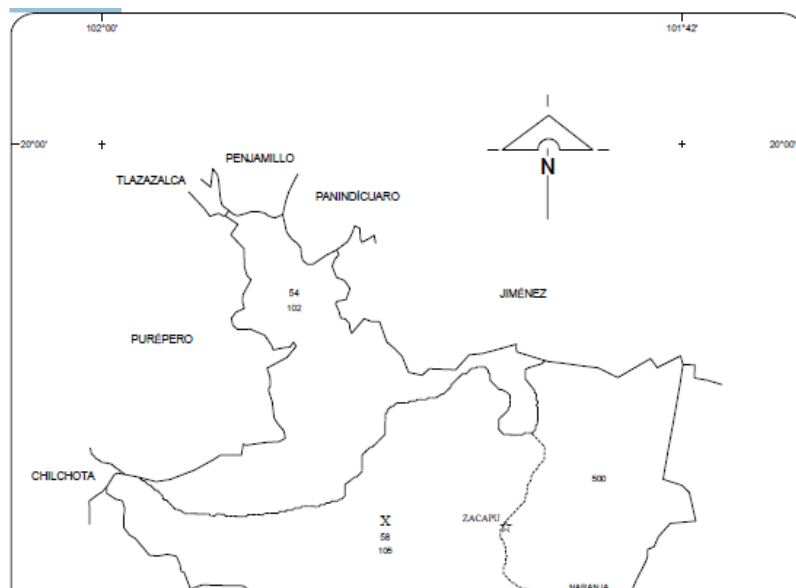 102°00'
101°42'
20°00'
20°00'
N
PENJAMILLO
TLAZAZALCA
PANINDÍCUARO
54
102
JIMÉNEZ
PURÉPERO
CHILCHOTA
500
X
ZACAPU
58
106
NARANJA